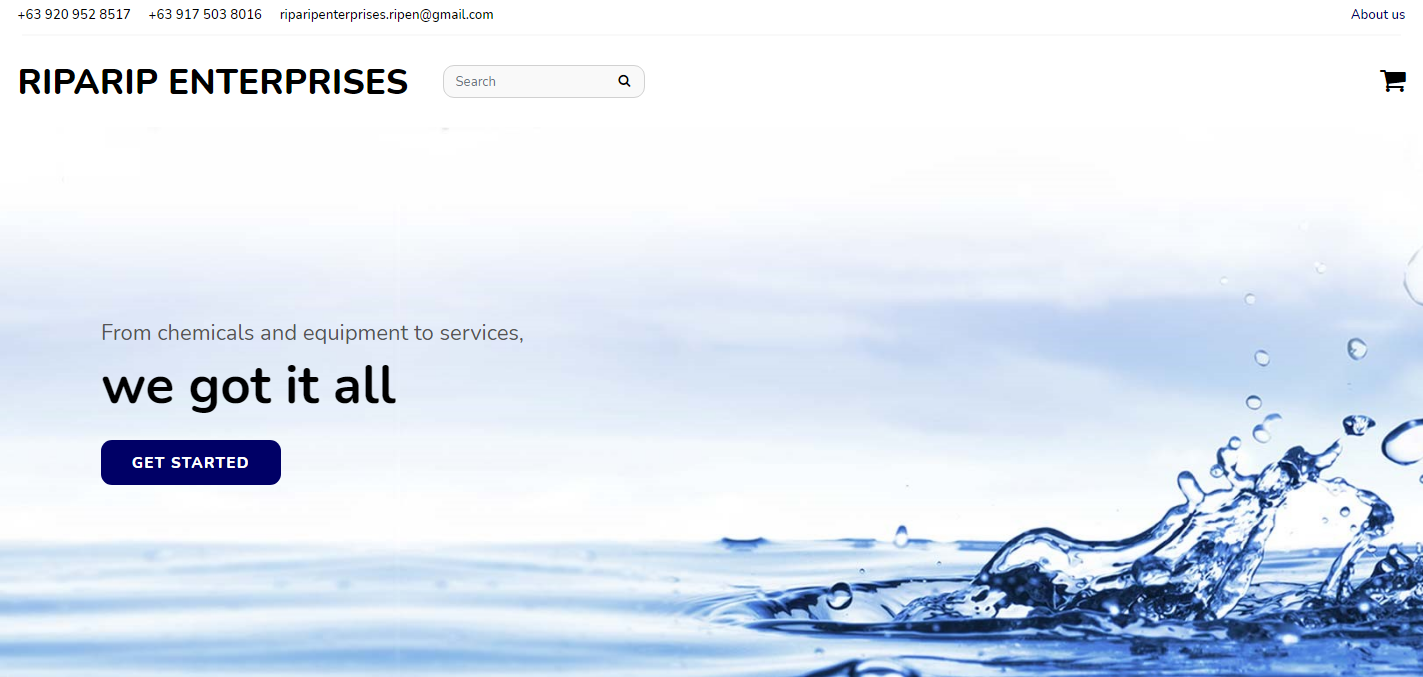 +63 920 952 8517 +63 917 503 8016 riparipenterprises.ripen@gmail.com About us
RIPARIP ENTERPRISES Search
From chemicals and equipment to services,
we got it all
GET STARTED